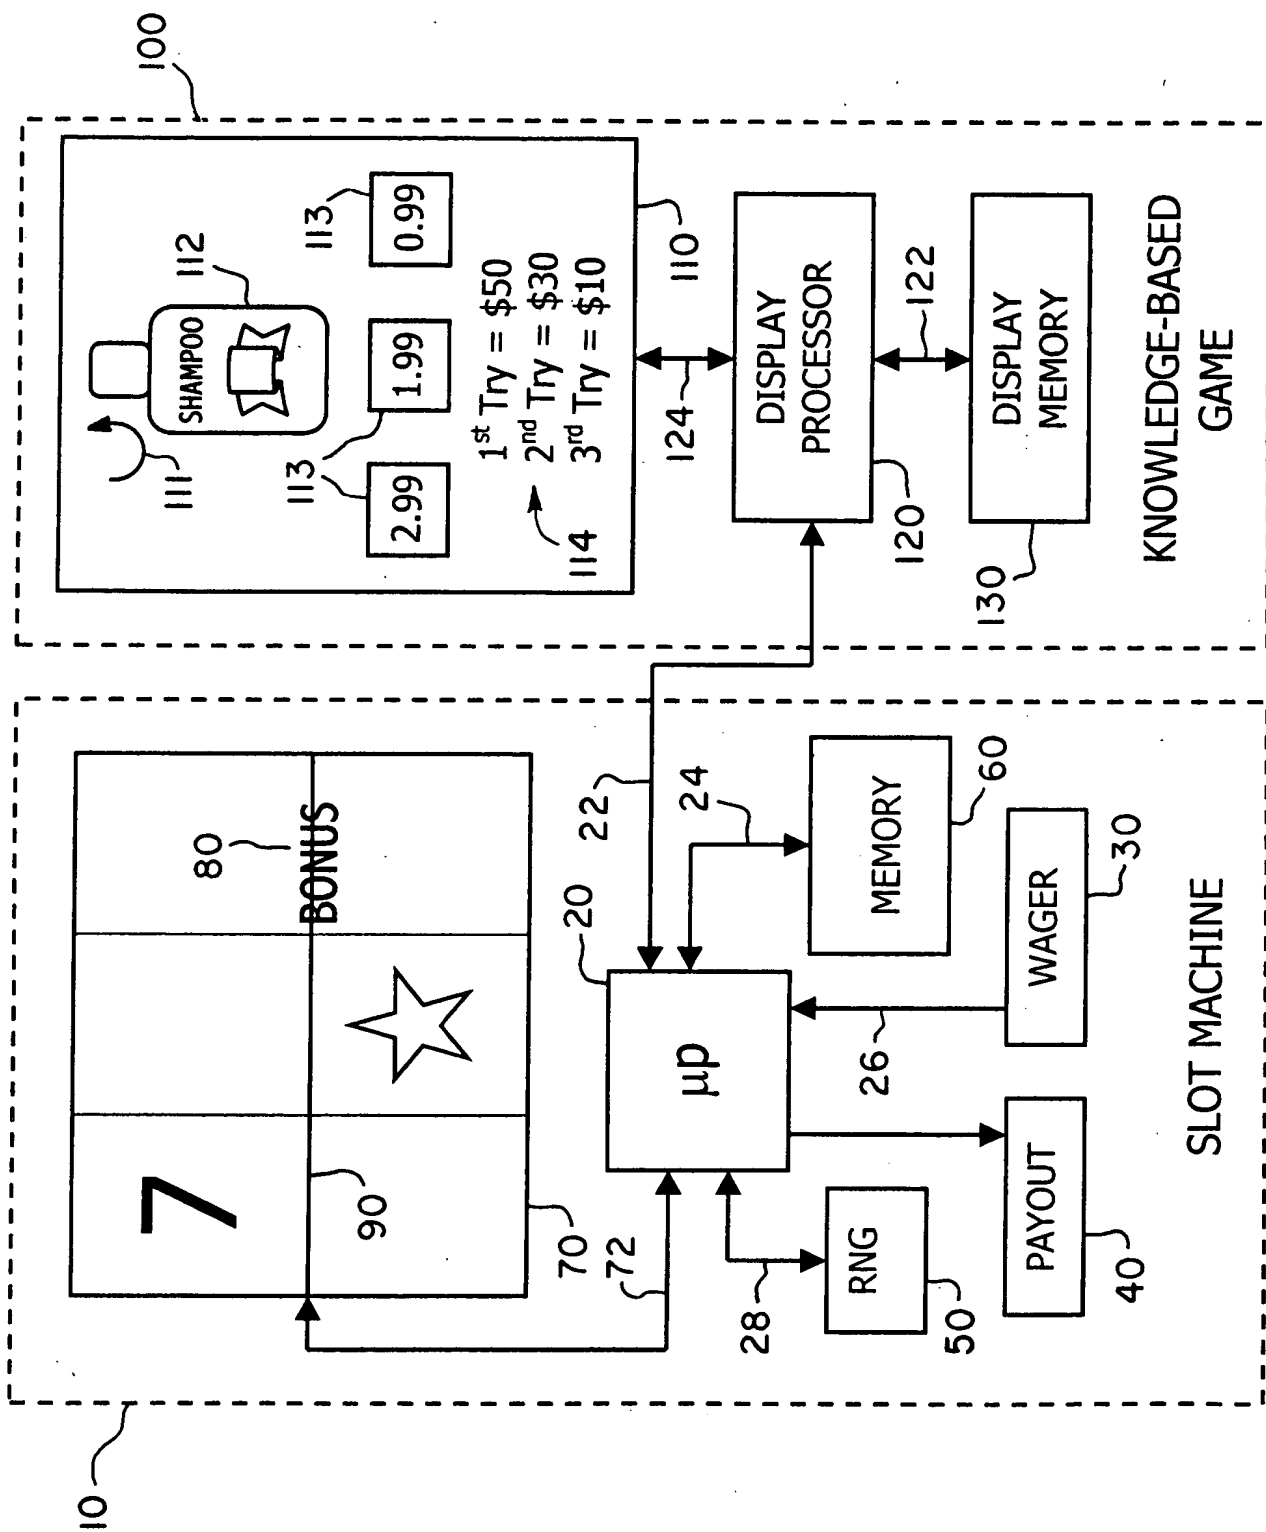 10
7
90
80
BONUS
70
72
20
22
24
μp
MEMORY
60
28
RNG
50
26
PAYOUT
40
WAGER
30
SLOT MACHINE
100
111
SHAMPOO
112
113
113
2.99
1.99
0.99
114
1st Try = $50
2nd Try = $30
3rd Try = $10
110
124
DISPLAY
PROCESSOR
120
122
DISPLAY
MEMORY
130
KNOWLEDGE-BASED
GAME